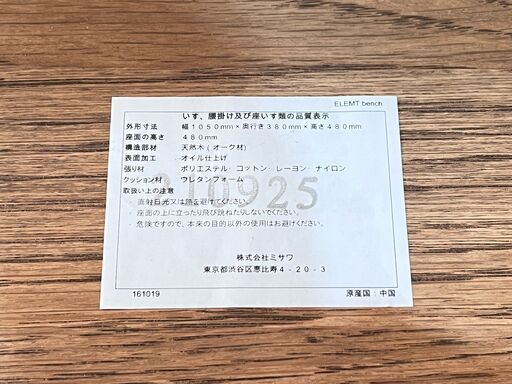 ELEMT bench
いす、腰掛け及び座いす類の品質表示
外形寸法 幅1050mm×奥行き380mm×高さ480mm
座面の高さ 480mm
構造部材 天然木(オーク材)
表面加工 オイル仕上げ
張り材 ポリエステル・コットン・レーヨン・ナイロン
クッション材 ウレタンフォーム
取扱い上の注意
・直射日光又は熱を避けてください。
・座面の上に立ったり飛び跳ねたりしないでください。
・危険ですので、本来の目的以外の使用はお避けください。
210925
株式会社ミサワ
東京都渋谷区恵比寿4-20-3
161019 原産国:中国